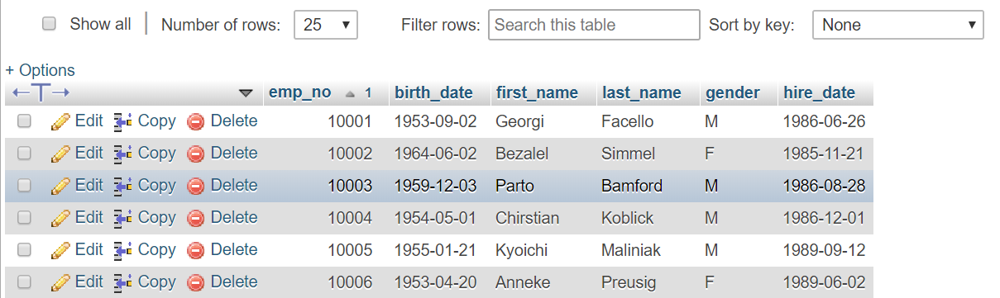 Show all | Number of rows: 25 Filter rows: Search this table Sort by key: None
+ Options
←T→ emp_no 1 birth_date first_name last_name gender hire_date
Edit Copy Delete 10001 1953-09-02 Georgi Facello M 1986-06-26
Edit Copy Delete 10002 1964-06-02 Bezalel Simmel F 1985-11-21
Edit Copy Delete 10003 1959-12-03 Parto Bamford M 1986-08-28
Edit Copy Delete 10004 1954-05-01 Chirstian Koblick M 1986-12-01
Edit Copy Delete 10005 1955-01-21 Kyoichi Maliniak M 1989-09-12
Edit Copy Delete 10006 1953-04-20 Anneke Preusig F 1989-06-02